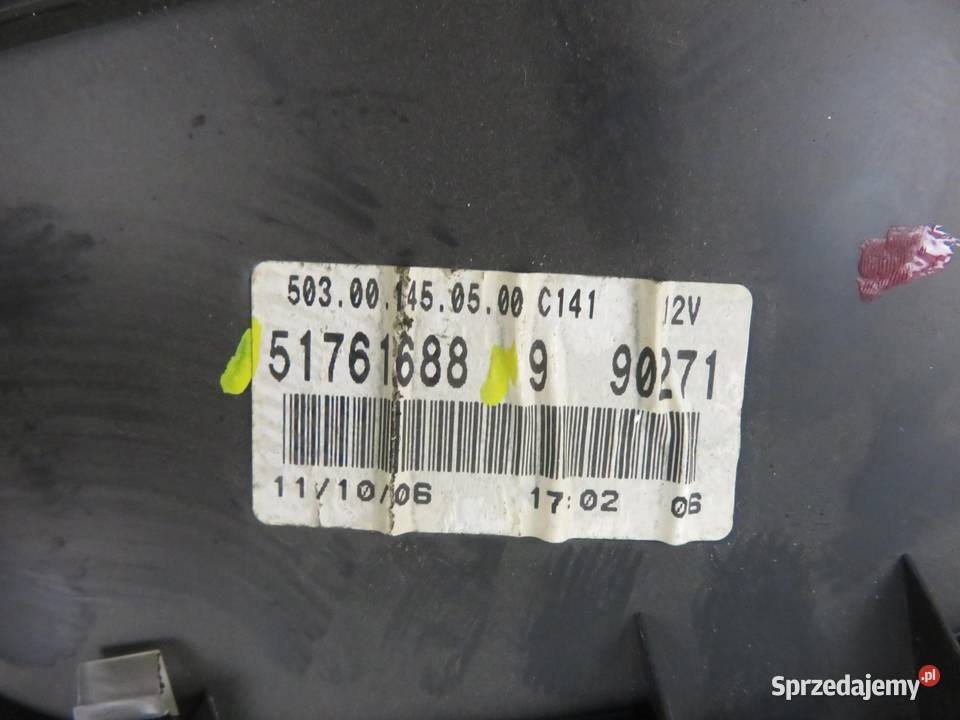 503.00.145.05.00 C141 12V
51761688 9 90271
11/10/06 17:02 06
Sprzedajemy.pl